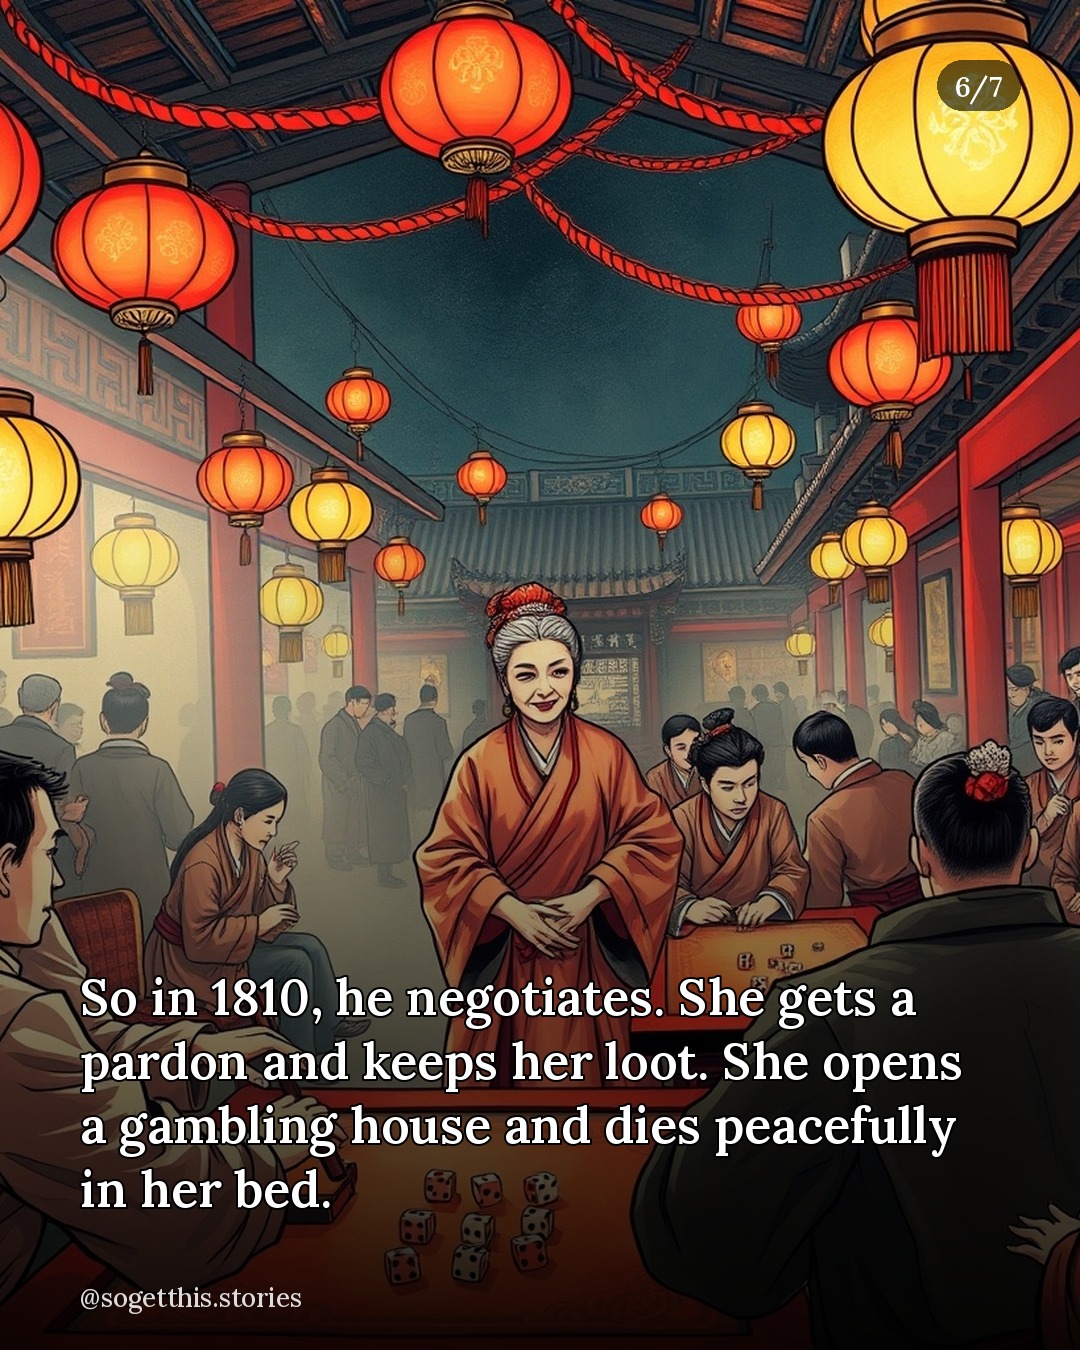 6/7
So in 1810, he negotiates. She gets a
pardon and keeps her loot. She opens
a gambling house and dies peacefully
in her bed.
@sogetthis.stories